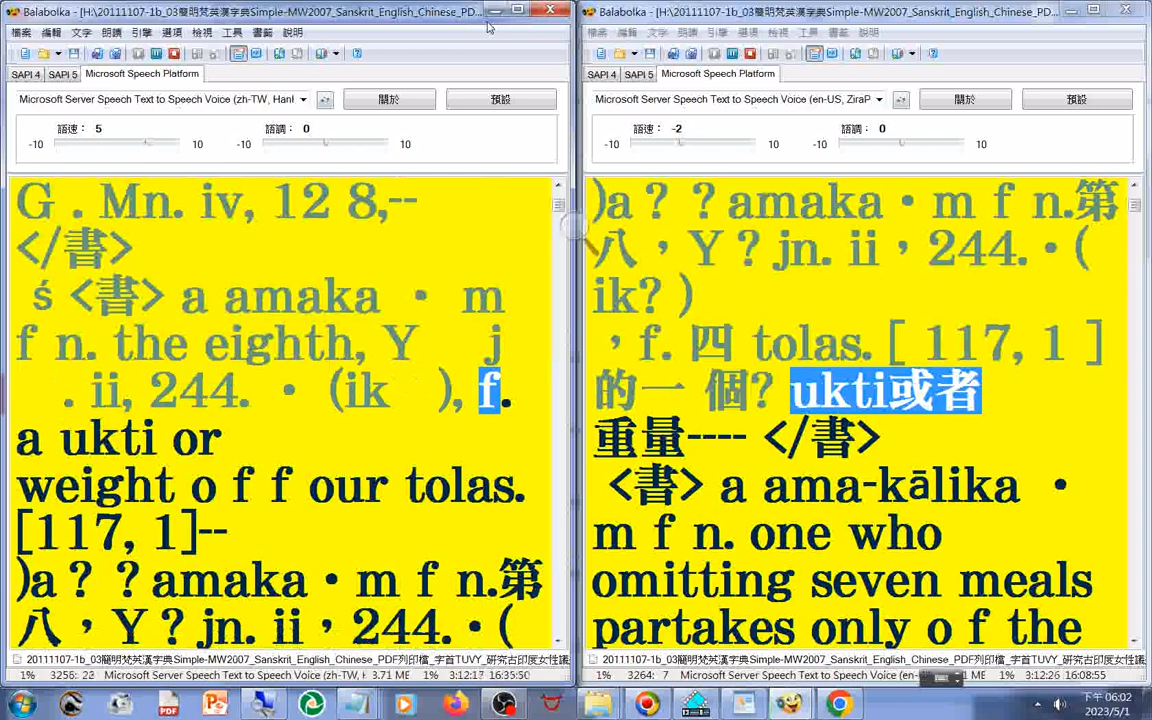 Balabolka - [H:\20111107-1b_03簡明梵英漢字典Simple-MW2007_Sanskrit_English_Chinese_PD...
檔案 編輯 文字 朗讀 引擎 選項 檢視 工具 書籤 說明
SAPI 4 SAPI 5 Microsoft Speech Platform
Microsoft Server Speech Text to Speech Voice (zh-TW, HanH 關於 預設
語速： 5 語調： 0
-10 10 -10 10
G . Mn. iv, 12 8,--
</書>
ś <書> a amaka • m
f n. the eighth, Y j
. ii, 244. • (ik ), f.
a ukti or
weight o f f our tolas.
[117, 1]--
)a？？amaka•m f n.第
八，Y？jn. ii，244.•(
20111107-1b_03簡明梵英漢字典Simple-MW2007_Sanskrit_English_Chinese_PDF列印檔_字首TUVY_研究古印度女性議
1% 3256: 22 Microsoft Server Speech Text to Speech Voice (zh-TW, H 3.71 MB 1% 3:12:17 16:35:50
Balabolka - [H:\20111107-1b_03簡明梵英漢字典Simple-MW2007_Sanskrit_English_Chinese_PD...
檔案 編輯 文字 朗讀 引擎 選項 檢視 工具 書籤 說明
SAPI 4 SAPI 5 Microsoft Speech Platform
Microsoft Server Speech Text to Speech Voice (en-US, ZiraP 關於 預設
語速： -2 語調： 0
-10 10 -10 10
)a？？amaka•m f n.第
八，Y？jn. ii，244.•(
ik？)
，f. 四 tolas. [ 117, 1 ]
的一 個? ukti或者
重量---- </書>
<書> a ama-kālika •
m f n. one who
omitting seven meals
partakes only o f the
20111107-1b_03簡明梵英漢字典Simple-MW2007_Sanskrit_English_Chinese_PDF列印檔_字首TUVY_研究古印度女性議
1% 3264: 7 Microsoft Server Speech Text to Speech Voice (en-US, 1% 3:12:26 16:08:55
下午 06:02
2023/5/1